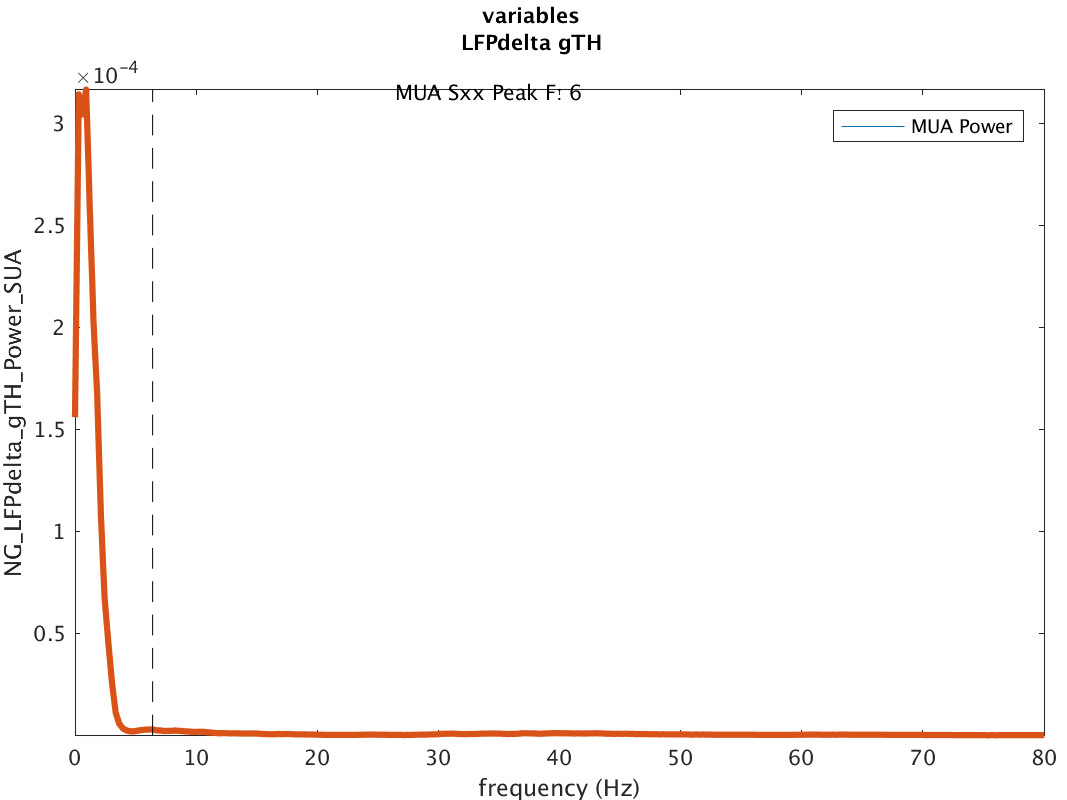 variables
LFPdelta gTH
×10⁻⁴
MUA Sxx Peak F: 6
MUA Power
3
2.5
2
1.5
1
0.5
NG_LFPdelta_gTH_Power_SUA
0 10 20 30 40 50 60 70 80
frequency (Hz)